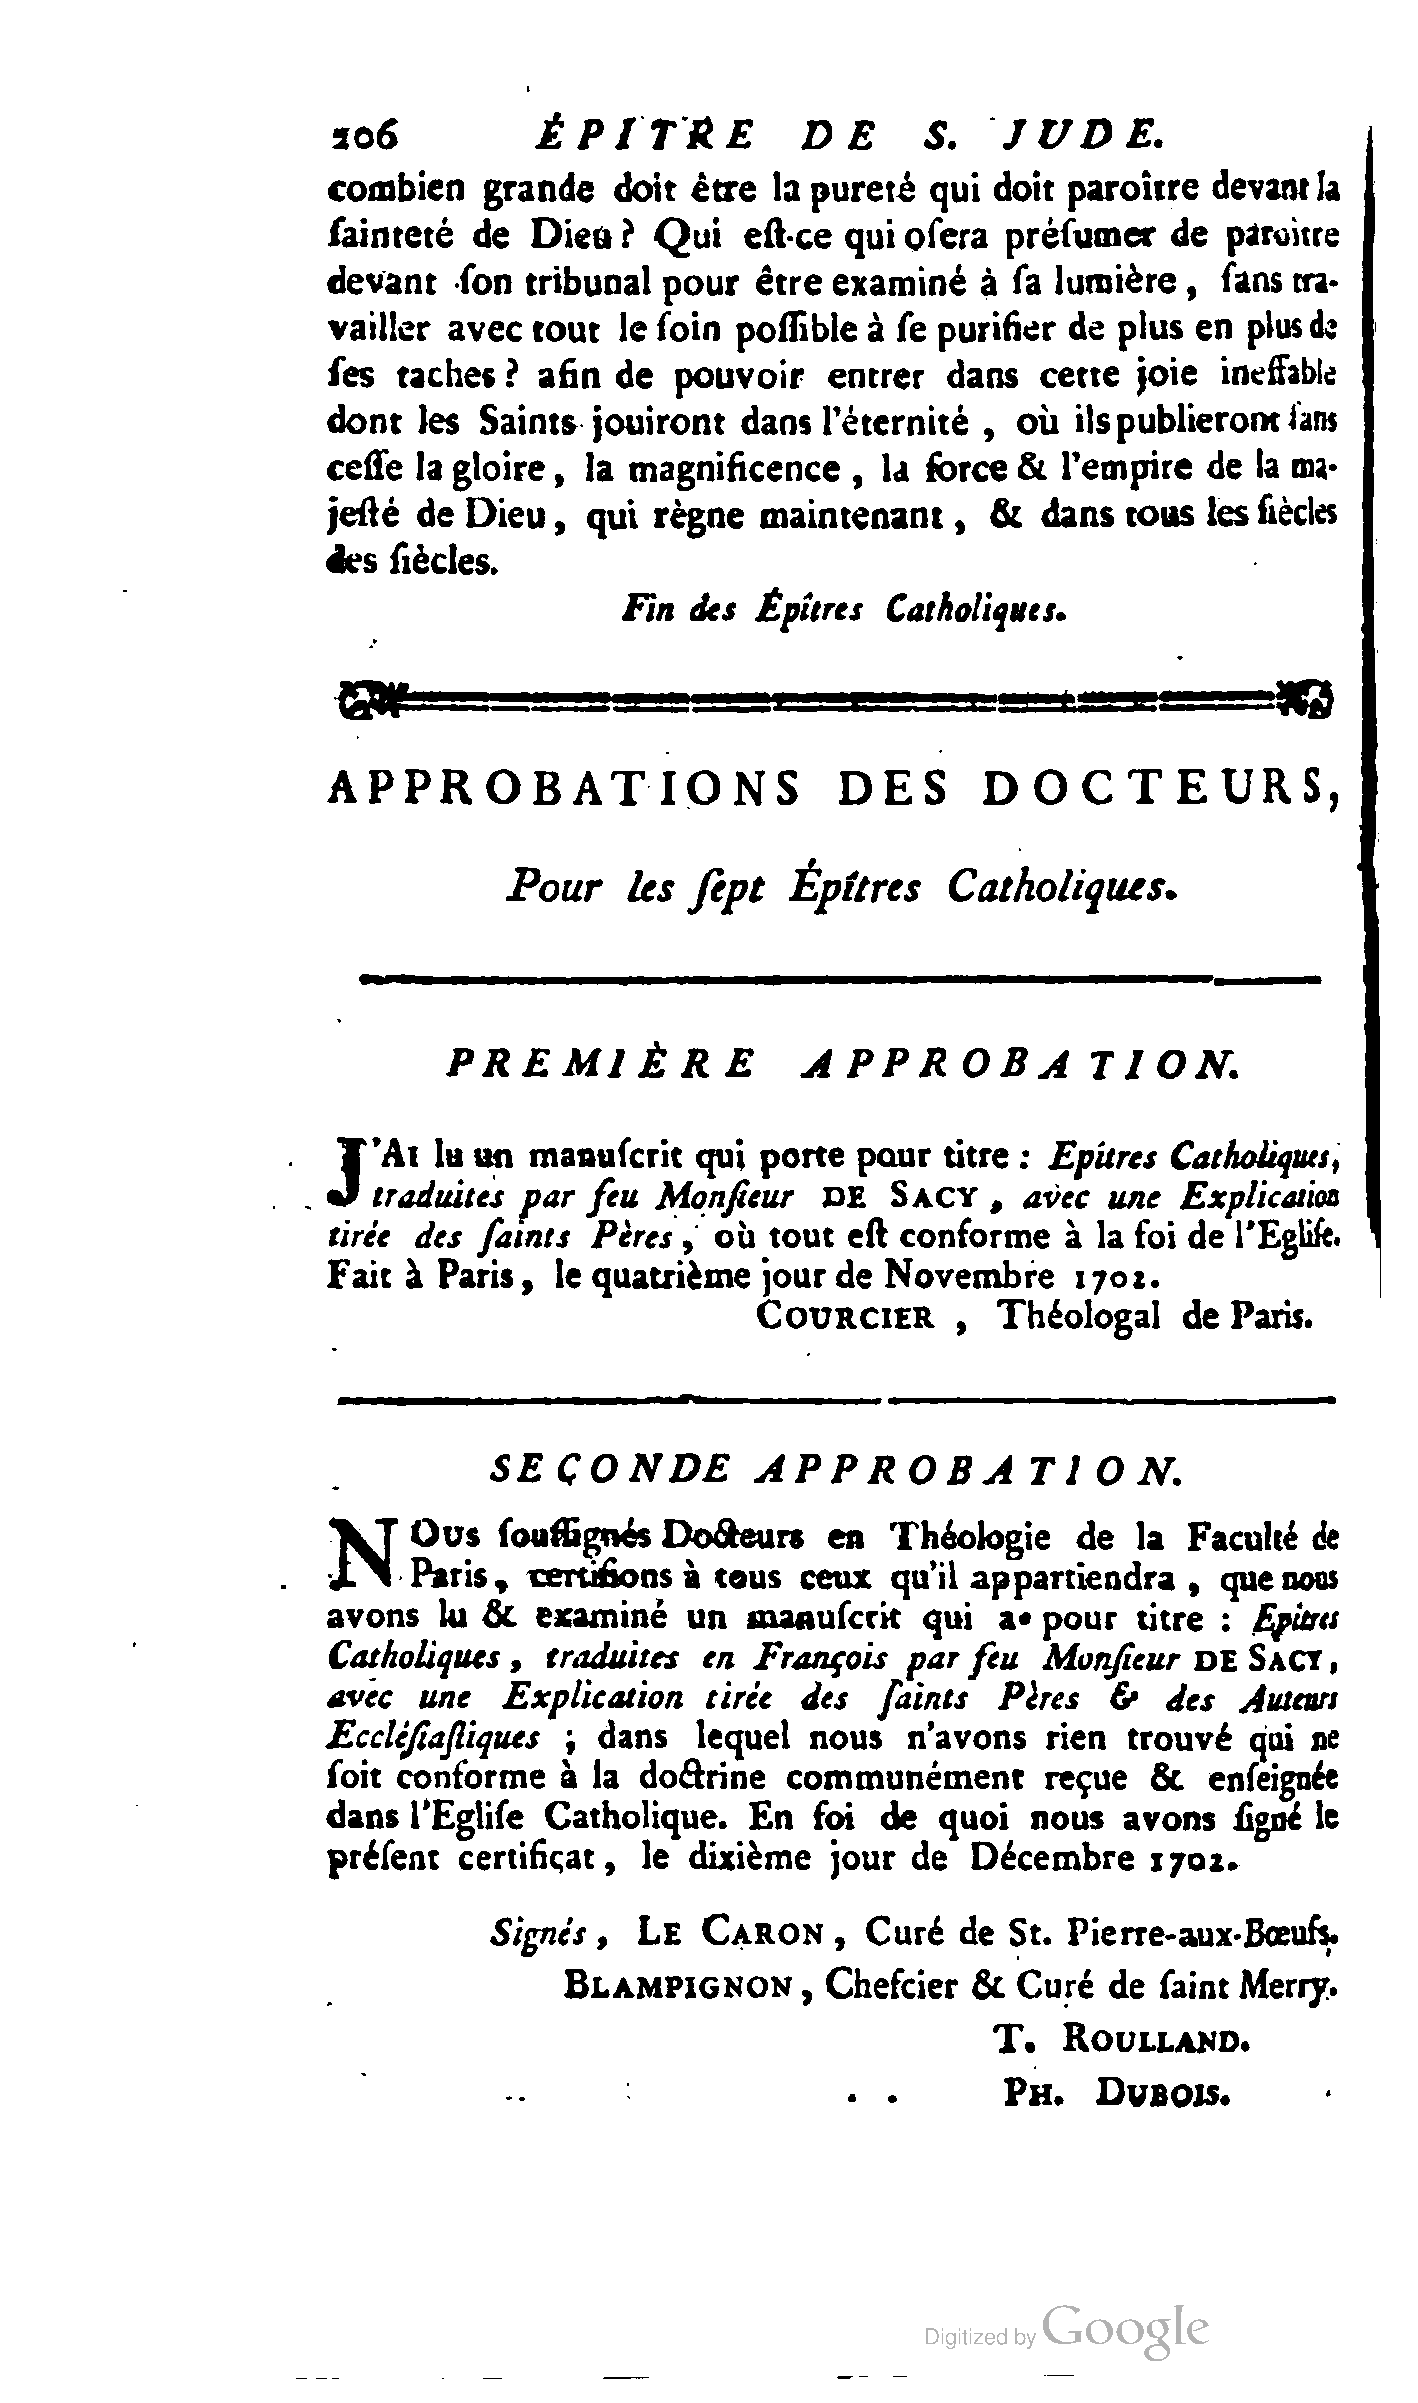 206 ÉPITRE DE S. JUDE.
combien grande doit être la pureté qui doit paroître devant la
ſainteté de Dieu ? Qui eſt-ce qui oſera préſumer de paroître
devant ſon tribunal pour être examiné à ſa lumière , ſans tra-
vailler avec tout le ſoin poſſible à ſe purifier de plus en plus de
ſes taches ? afin de pouvoir entrer dans cette joie ineffable
dont les Saints jouiront dans l'éternité , où ils publieront ſans
ceſſe la gloire , la magnificence , la force & l'empire de la ma-
jeſté de Dieu , qui règne maintenant , & dans tous les ſiècles
des ſiècles.
Fin des Épîtres Catholiques.
APPROBATIONS DES DOCTEURS,
Pour les ſept Épîtres Catholiques.
PREMIÈRE APPROBATION.
J'AI lu un manuſcrit qui porte pour titre : Epîtres Catholiques,
traduites par feu Monſieur DE SACY , avec une Explication
tirée des ſaints Pères , où tout eſt conforme à la foi de l'Egliſe.
Fait à Paris , le quatrième jour de Novembre 1702.
COURCIER , Théologal de Paris.
SECONDE APPROBATION.
NOUS ſouſſignés Docteurs en Théologie de la Faculté de
Paris , certifions à tous ceux qu'il appartiendra , que nous
avons lu & examiné un manuſcrit qui a pour titre : Epitres
Catholiques , traduites en François par feu Monſieur DE SACY ,
avec une Explication tirée des ſaints Pères & des Auteurs
Eccléſiaſtiques ; dans lequel nous n'avons rien trouvé qui ne
ſoit conforme à la doctrine communément reçue & enſeignée
dans l'Egliſe Catholique. En foi de quoi nous avons ſigné le
préſent certificat , le dixième jour de Décembre 1702.
Signés , LE CARON , Curé de St. Pierre-aux-Bœufs.
BLAMPIGNON , Chefcier & Curé de ſaint Merry.
T. ROULLAND.
PH. DUBOIS.
Digitized by Google